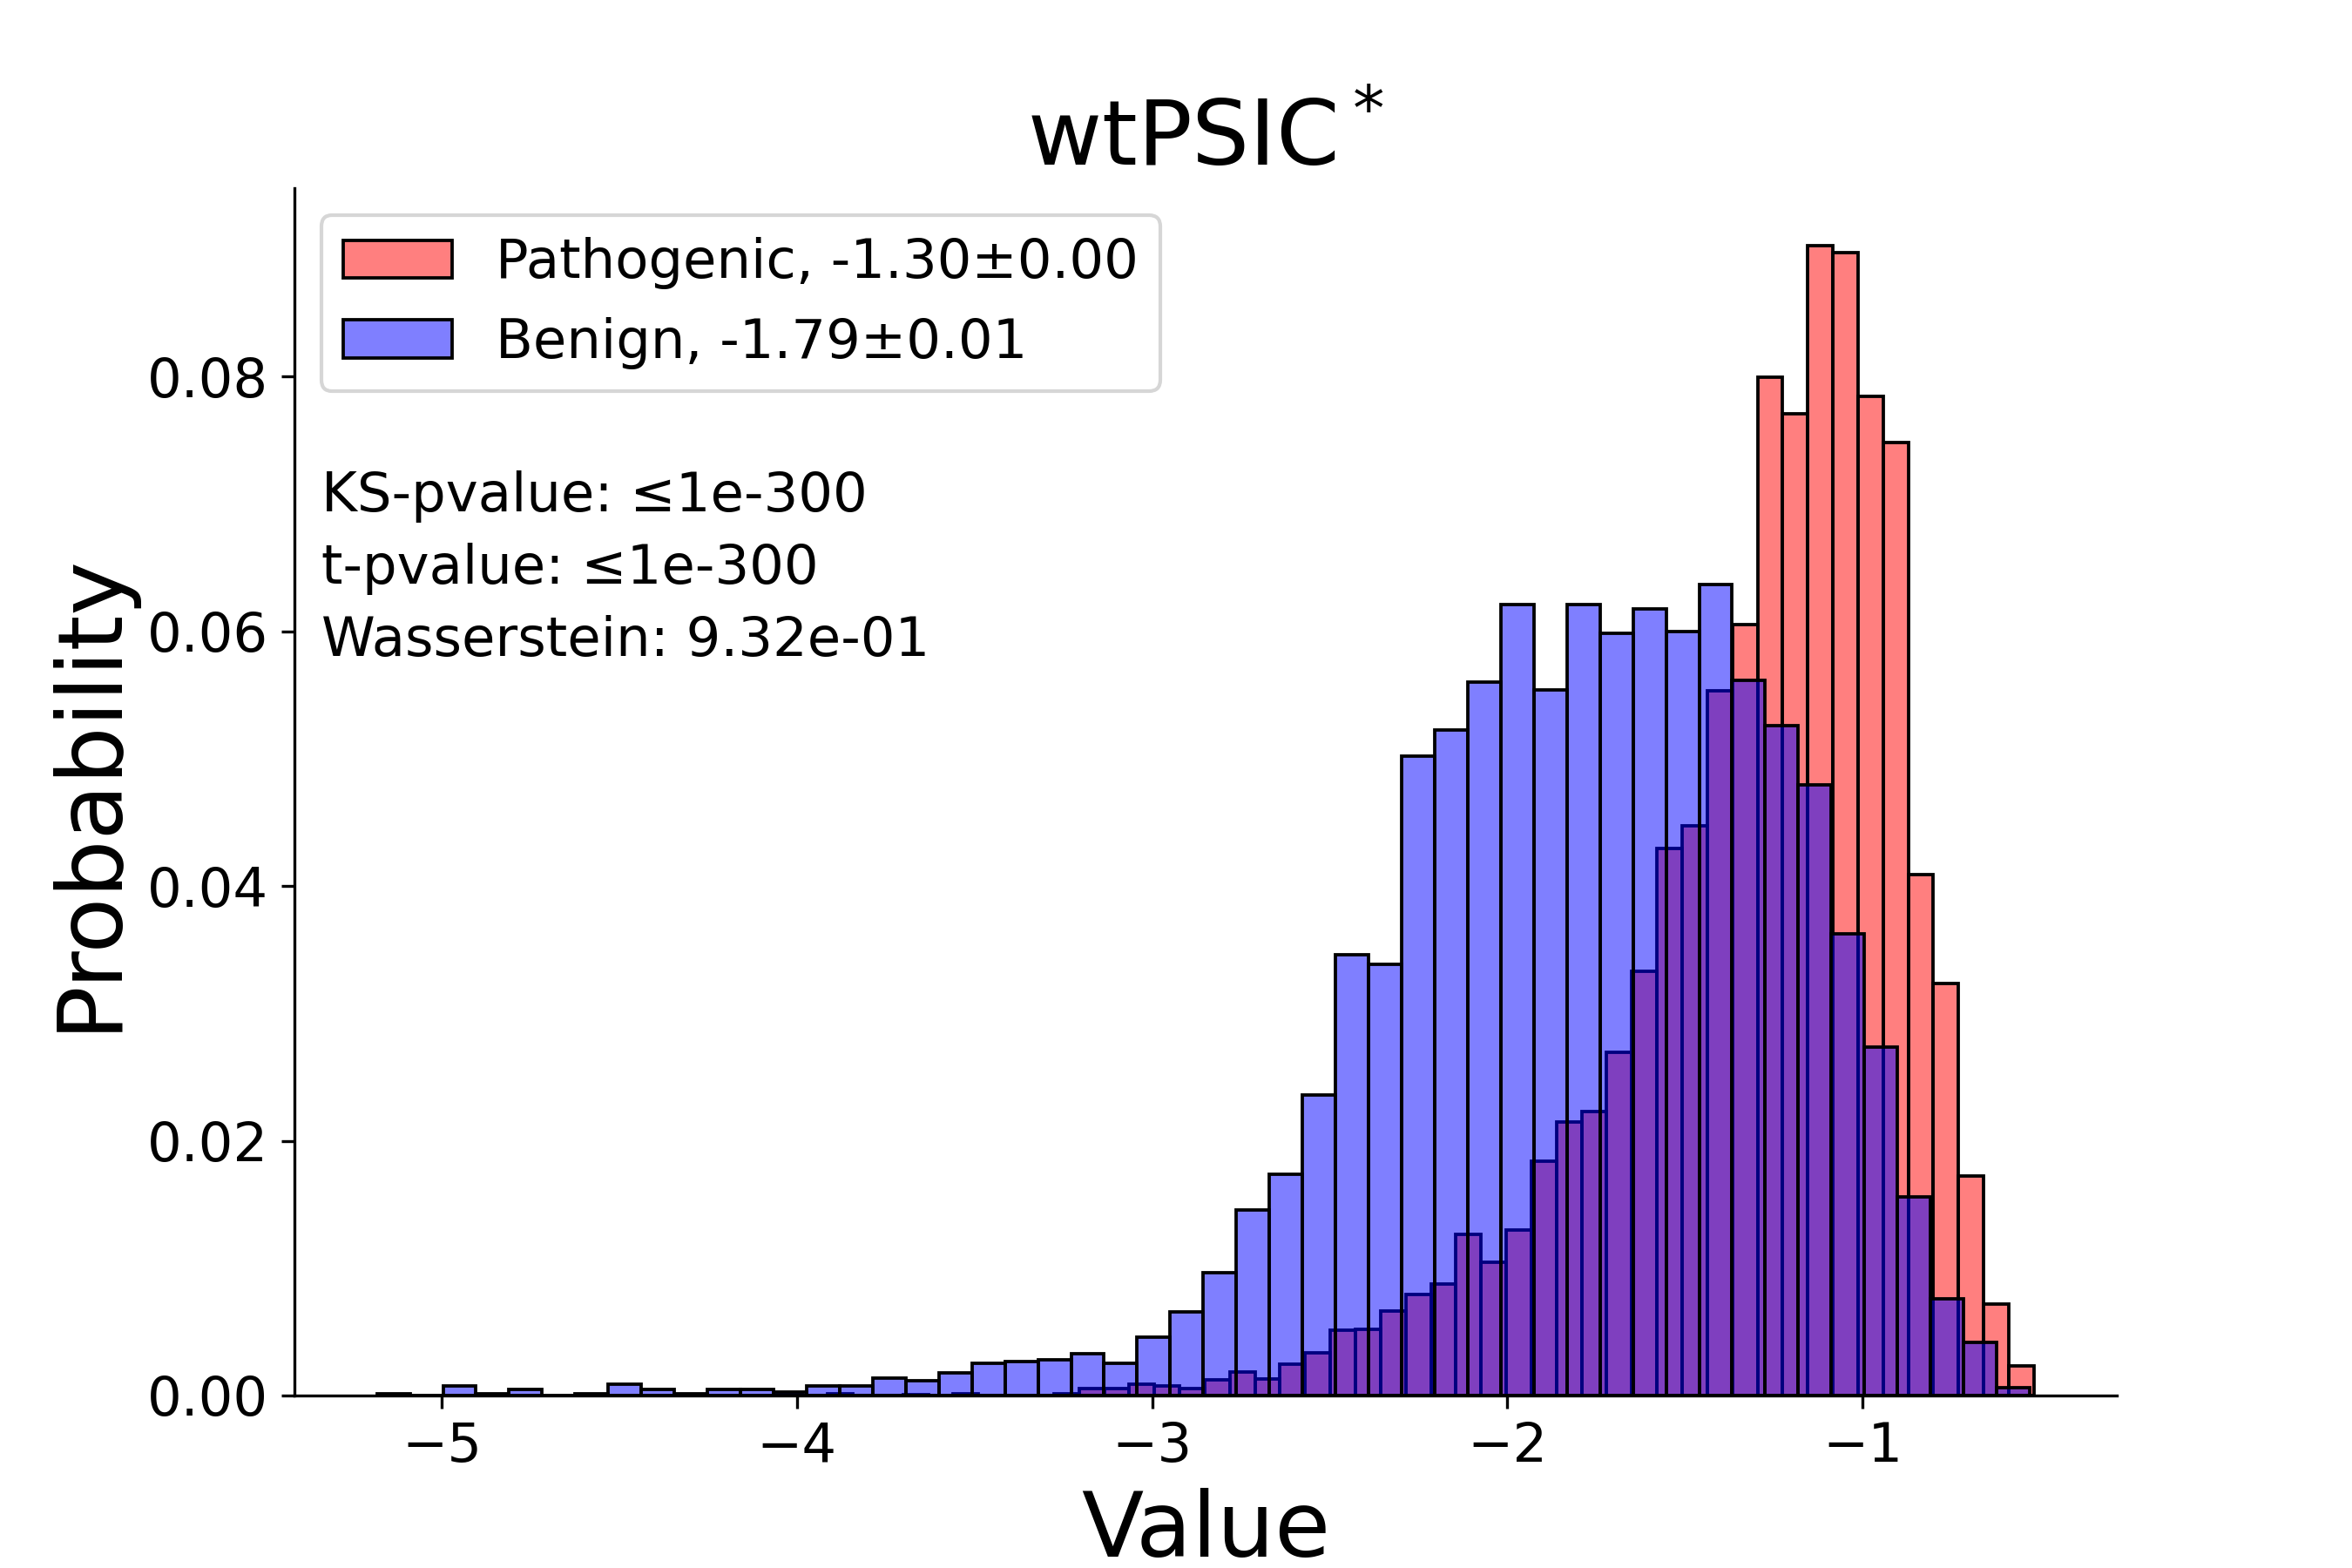 wtPSIC*
Pathogenic, -1.30±0.00
Benign, -1.79±0.01
KS-pvalue: ≤1e-300
t-pvalue: ≤1e-300
Wasserstein: 9.32e-01
Probability
0.08
0.06
0.04
0.02
0.00
−5 −4 −3 −2 −1
Value